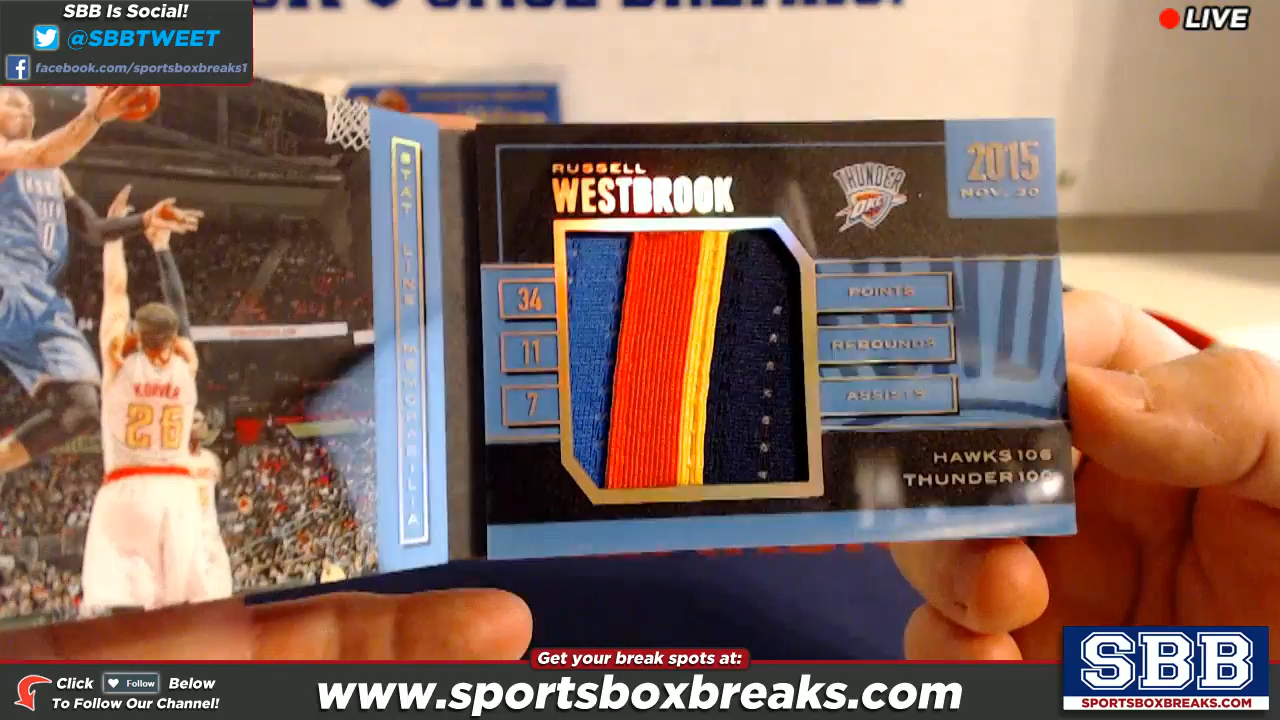 SBB Is Social!
@SBBTWEET
facebook.com/sportsboxbreaks1
LIVE
STAT LINE MEMORABILIA
RUSSELL
WESTBROOK
THUNDER
OKC
2015
NOV. 30
34 POINTS
11 REBOUNDS
7 ASSISTS
HAWKS 106
THUNDER 100
KORVER
26
0
Get your break spots at:
Click Follow Below
To Follow Our Channel!
www.sportsboxbreaks.com
SBB
SPORTSBOXBREAKS.COM